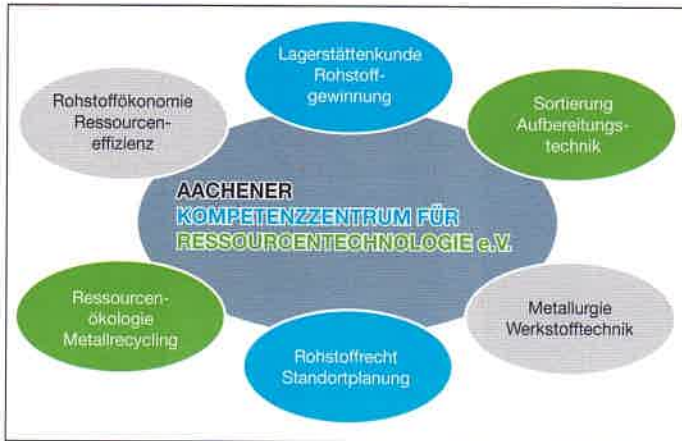 Lagerstättenkunde
Rohstoff-
gewinnung
Rohstoffökonomie
Ressourcen-
effizienz
Sortierung
Aufbereitungs-
technik
AACHENER
KOMPETENZZENTRUM FÜR
RESSOURCENTECHNOLOGIE e.V.
Ressourcen-
ökologie
Metallrecycling
Metallurgie
Werkstofftechnik
Rohstoffrecht
Standortplanung